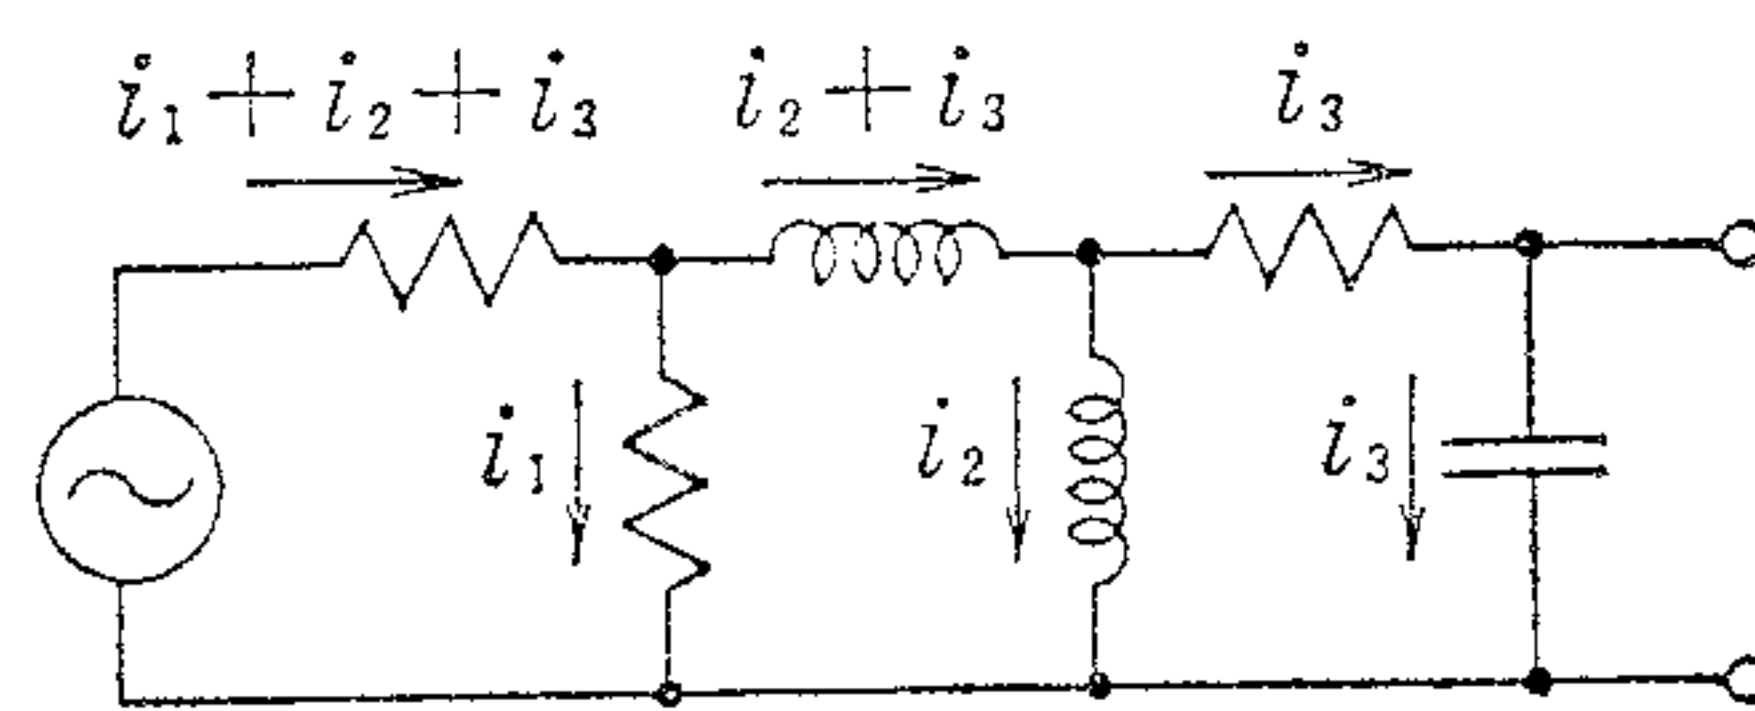 i₁ + i₂ + i₃
i₂ + i₃
i₃
i₁
i₂
i₃